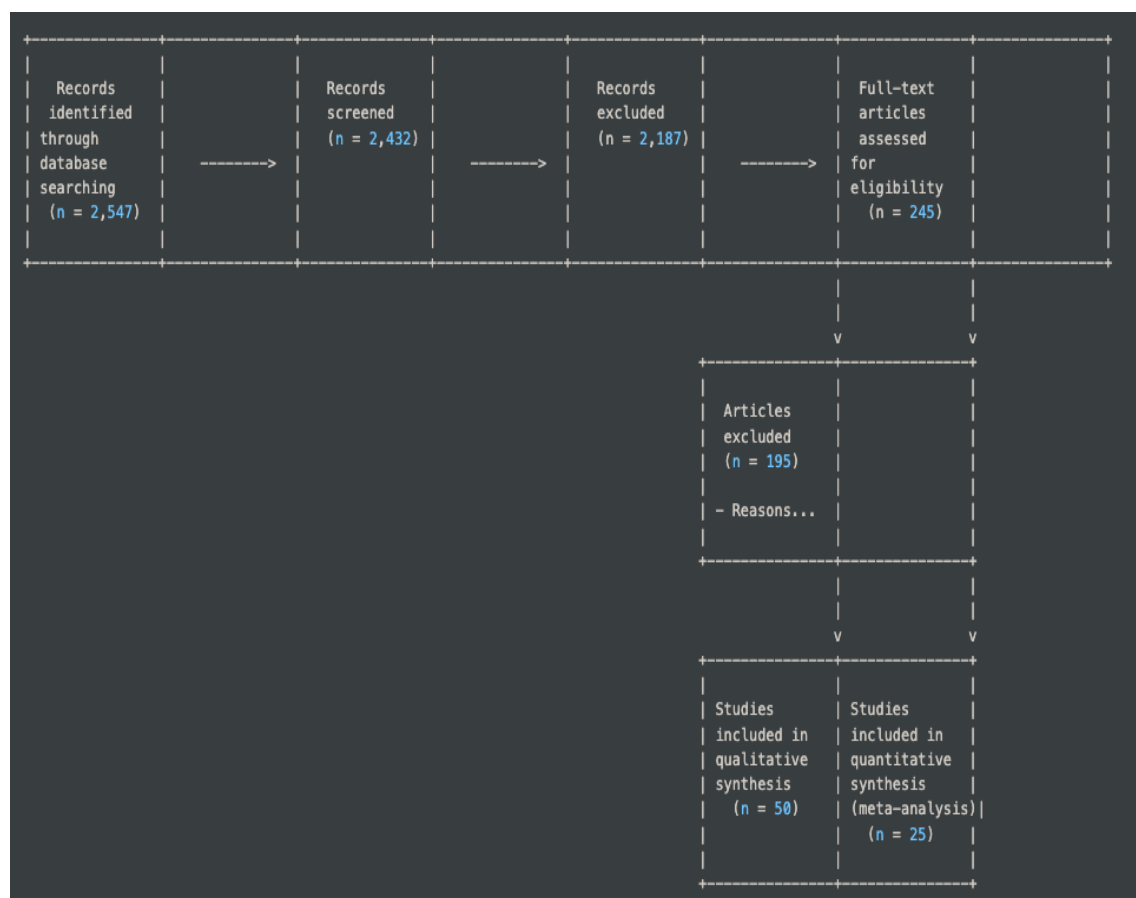 Records
identified
through
database
searching
(n = 2,547)
-------->
Records
screened
(n = 2,432)
-------->
Records
excluded
(n = 2,187)
-------->
Full-text
articles
assessed
for
eligibility
(n = 245)
v v
Articles
excluded
(n = 195)
- Reasons...
v v
Studies
included in
qualitative
synthesis
(n = 50)
Studies
included in
quantitative
synthesis
(meta-analysis)
(n = 25)